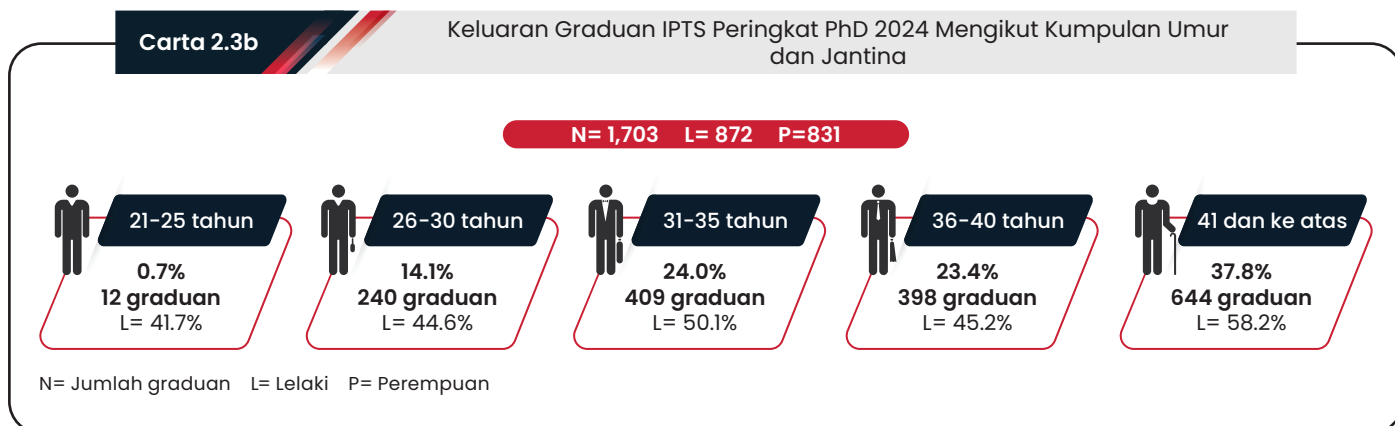 Carta 2.3b
Keluaran Graduan IPTS Peringkat PhD 2024 Mengikut Kumpulan Umur
dan Jantina
N= 1,703 L= 872 P=831
21-25 tahun
0.7%
12 graduan
L= 41.7%
26-30 tahun
14.1%
240 graduan
L= 44.6%
31-35 tahun
24.0%
409 graduan
L= 50.1%
36-40 tahun
23.4%
398 graduan
L= 45.2%
41 dan ke atas
37.8%
644 graduan
L= 58.2%
N= Jumlah graduan L= Lelaki P= Perempuan